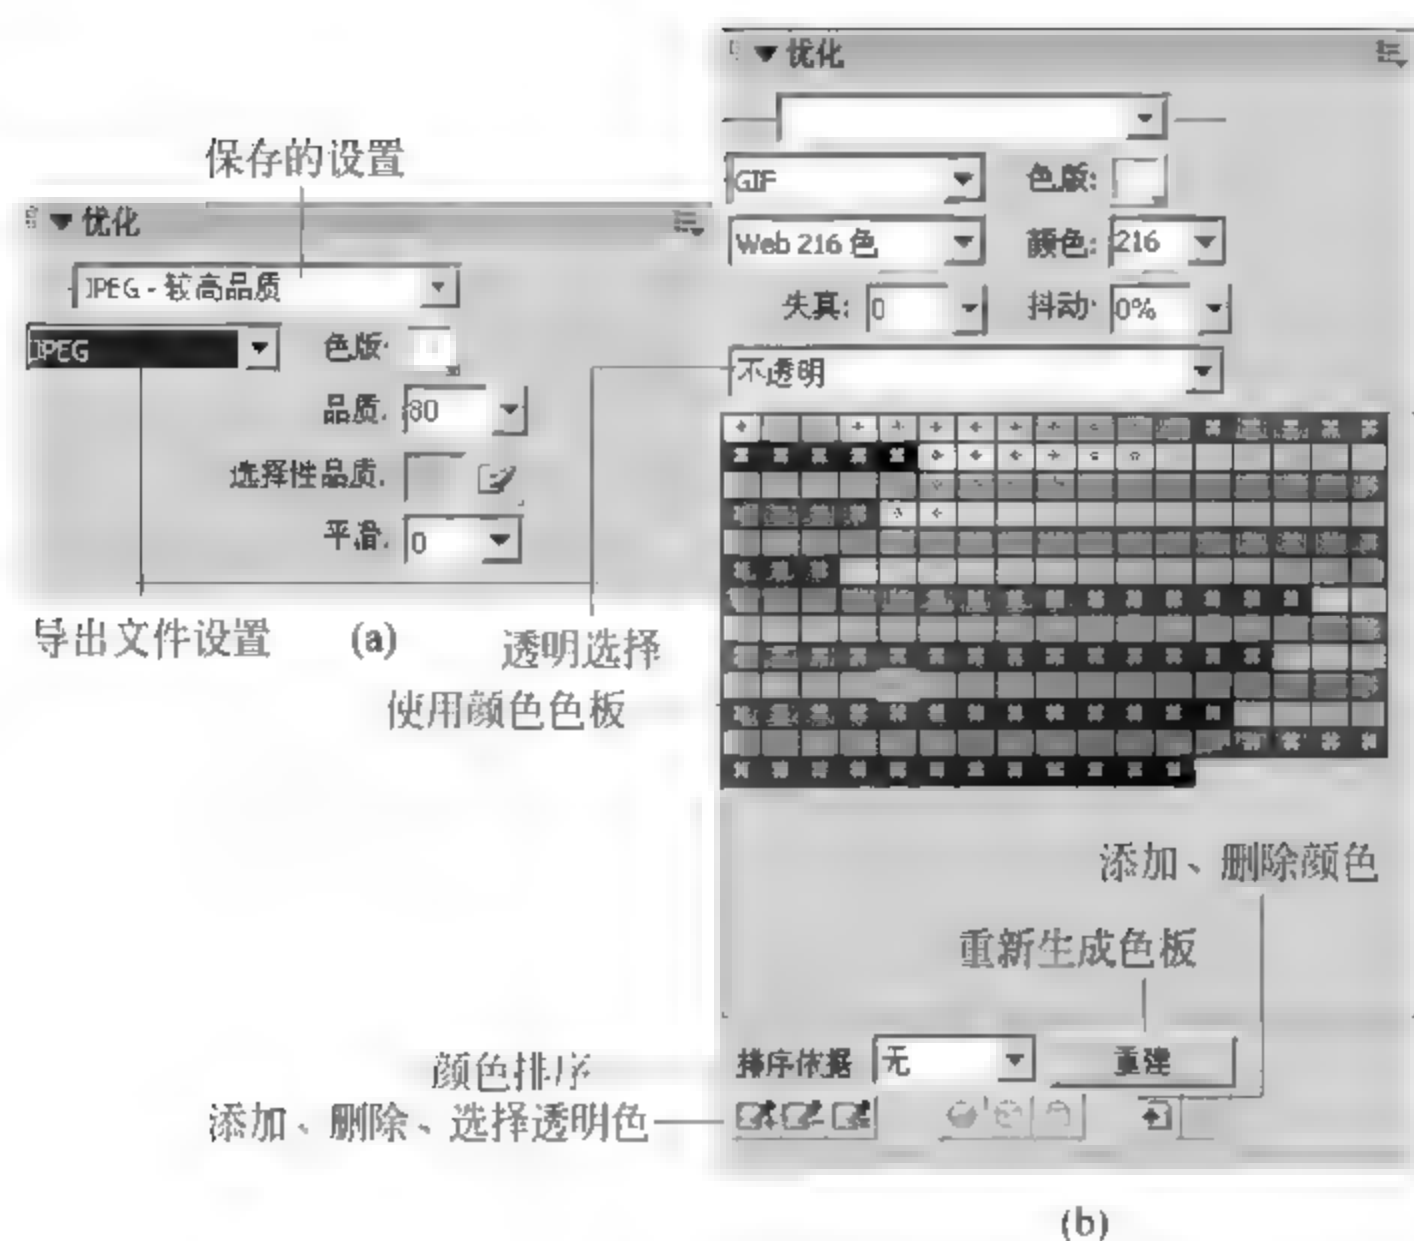 保存的设置
优化
JPEG - 较高品质
JPEG
色版:
品质: 80
选择性品质:
平滑: 0
导出文件设置
(a)
透明选择
使用颜色色板
优化
GIF
色版:
Web 216 色
颜色: 216
失真: 0
抖动: 0%
不透明
添加、删除颜色
重新生成色板
颜色排序
排序依据
无
重建
添加、删除、选择透明色
(b)